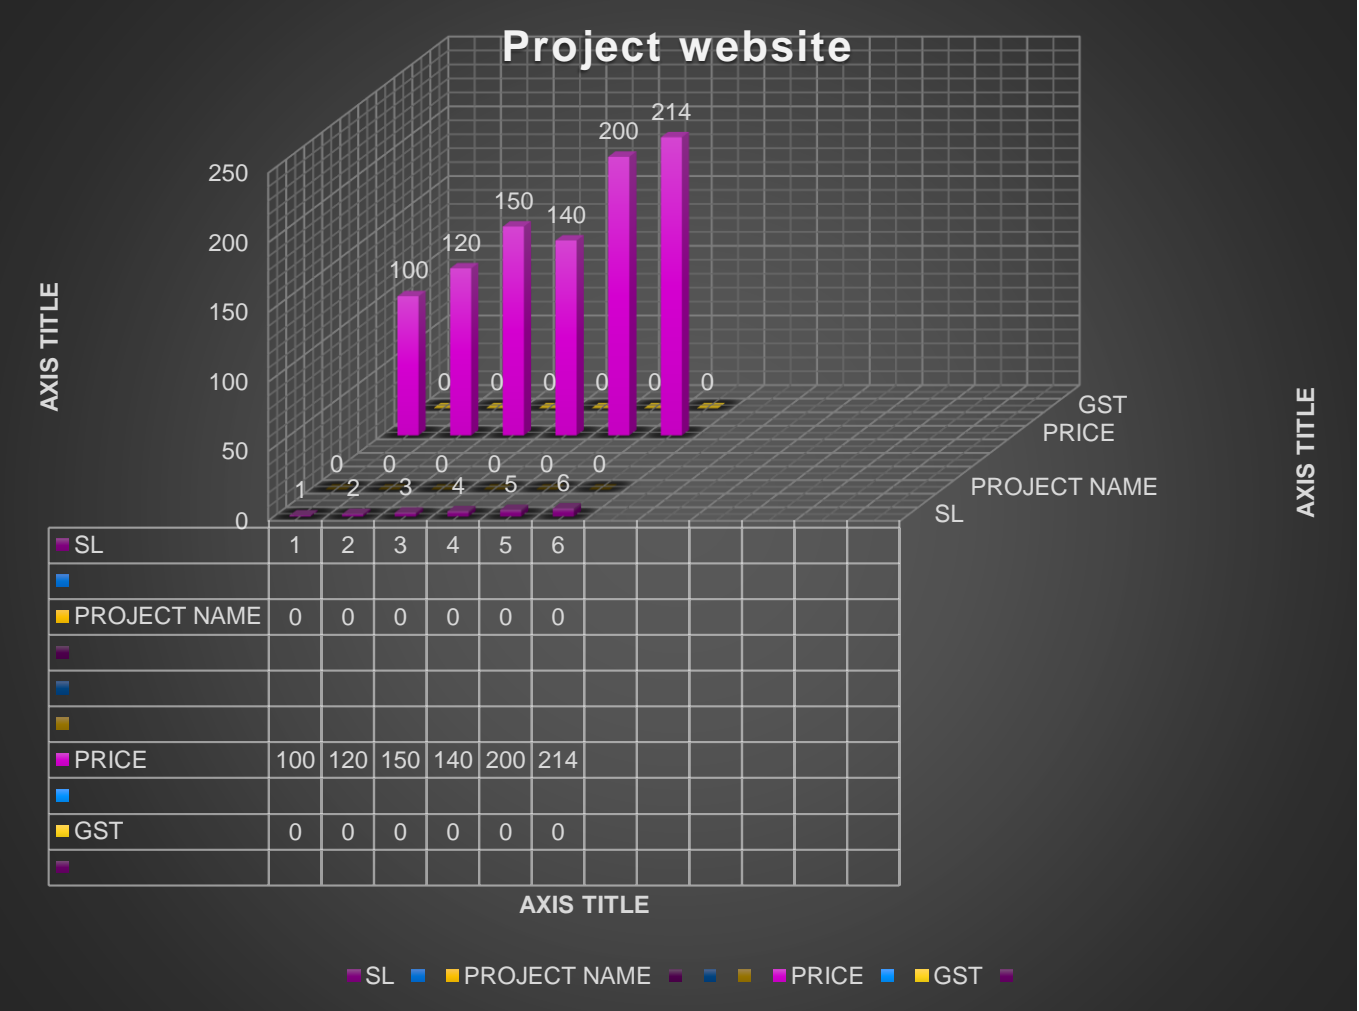 Project website
214
200
150
140
120
100
250
200
150
100
50
0
AXIS TITLE
0 0 0 0 0 0
0 0 0 0 0 0
1 2 3 4 5 6
GST
PRICE
PROJECT NAME
SL
AXIS TITLE
SL 1 2 3 4 5 6
PROJECT NAME 0 0 0 0 0 0
PRICE 100 120 150 140 200 214
GST 0 0 0 0 0 0
AXIS TITLE
SL PROJECT NAME PRICE GST